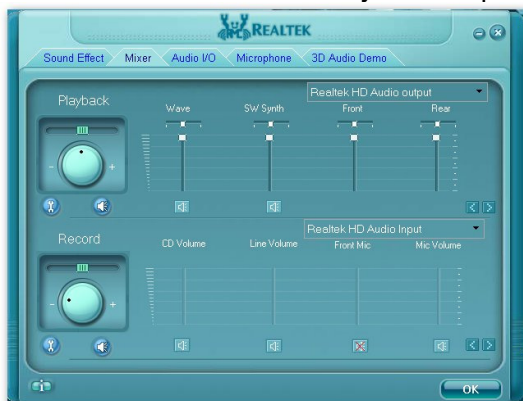 REALTEK
Sound Effect Mixer Audio I/O Microphone 3D Audio Demo
Realtek HD Audio output
Playback
Wave SW Synth Front Rear
- +
Realtek HD Audio Input
Record
CD Volume Line Volume Front Mic Mic Volume
- +
OK